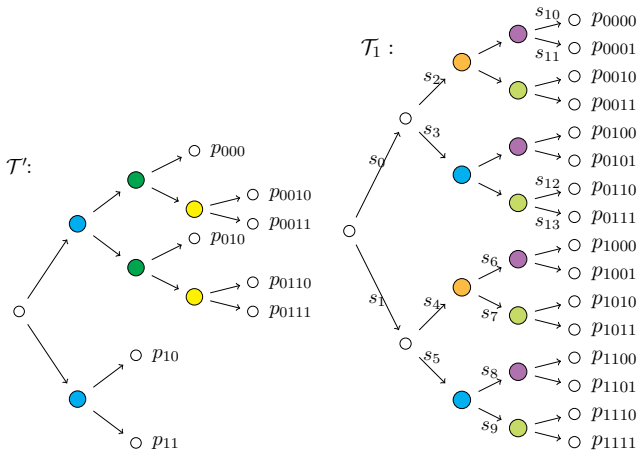 𝒯′:
p₀₀₀
p₀₀₁₀
p₀₀₁₁
p₀₁₀
p₀₁₁₀
p₀₁₁₁
p₁₀
p₁₁
𝒯₁ :
s₀
s₁
s₂
s₃
s₄
s₅
s₁₀
s₁₁
s₁₂
s₁₃
s₆
s₇
s₈
s₉
p₀₀₀₀
p₀₀₀₁
p₀₀₁₀
p₀₀₁₁
p₀₁₀₀
p₀₁₀₁
p₀₁₁₀
p₀₁₁₁
p₁₀₀₀
p₁₀₀₁
p₁₀₁₀
p₁₀₁₁
p₁₁₀₀
p₁₁₀₁
p₁₁₁₀
p₁₁₁₁